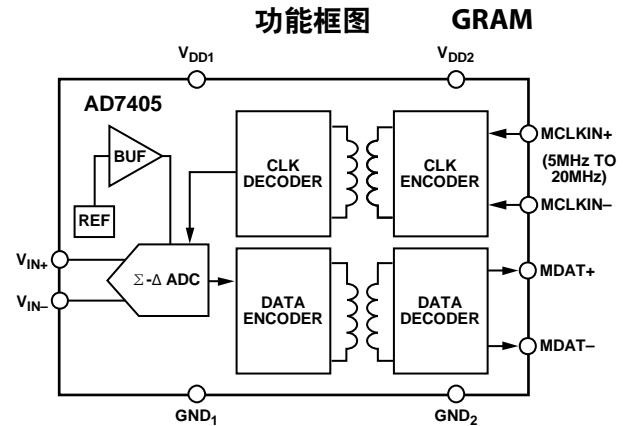 功能框图 GRAM
VDD1 VDD2
AD7405
BUF
REF
CLK
DECODER
CLK
ENCODER
MCLKIN+
(5MHz TO
20MHz)
MCLKIN–
VIN+
VIN–
Σ-Δ ADC
DATA
ENCODER
DATA
DECODER
MDAT+
MDAT–
GND1 GND2